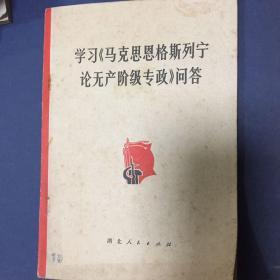 学习《马克思恩格斯列宁
论无产阶级专政》问答
湖北人民出版社